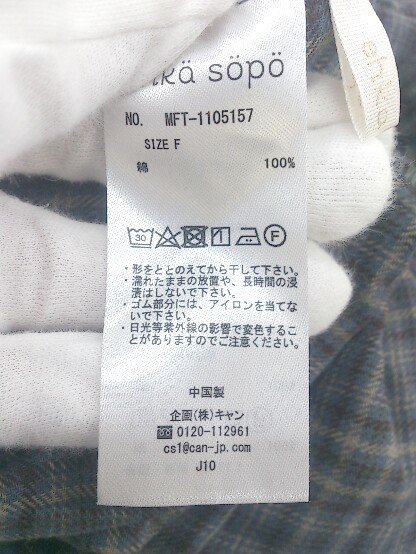 söpö
NO. MFT-1105157
SIZE F
綿 100%
30 F
・形をととのえてから干して下さい。
・濡れたままの放置や、長時間の浸
漬はしないで下さい。
・ゴム部分には、アイロンを当てな
いで下さい。
・日光等紫外線の影響で変色するこ
とがありますのでご注意ください。
中国製
企画(株)キャン
0120-112961
cs1@can-jp.com
J10